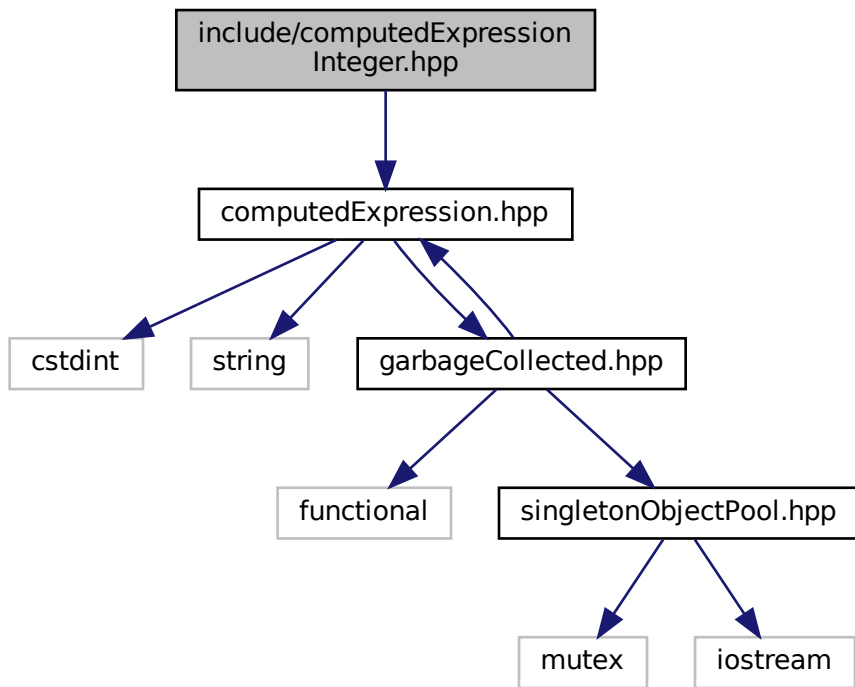 include/computedExpression
Integer.hpp
computedExpression.hpp
cstdint
string
garbageCollected.hpp
functional
singletonObjectPool.hpp
mutex
iostream